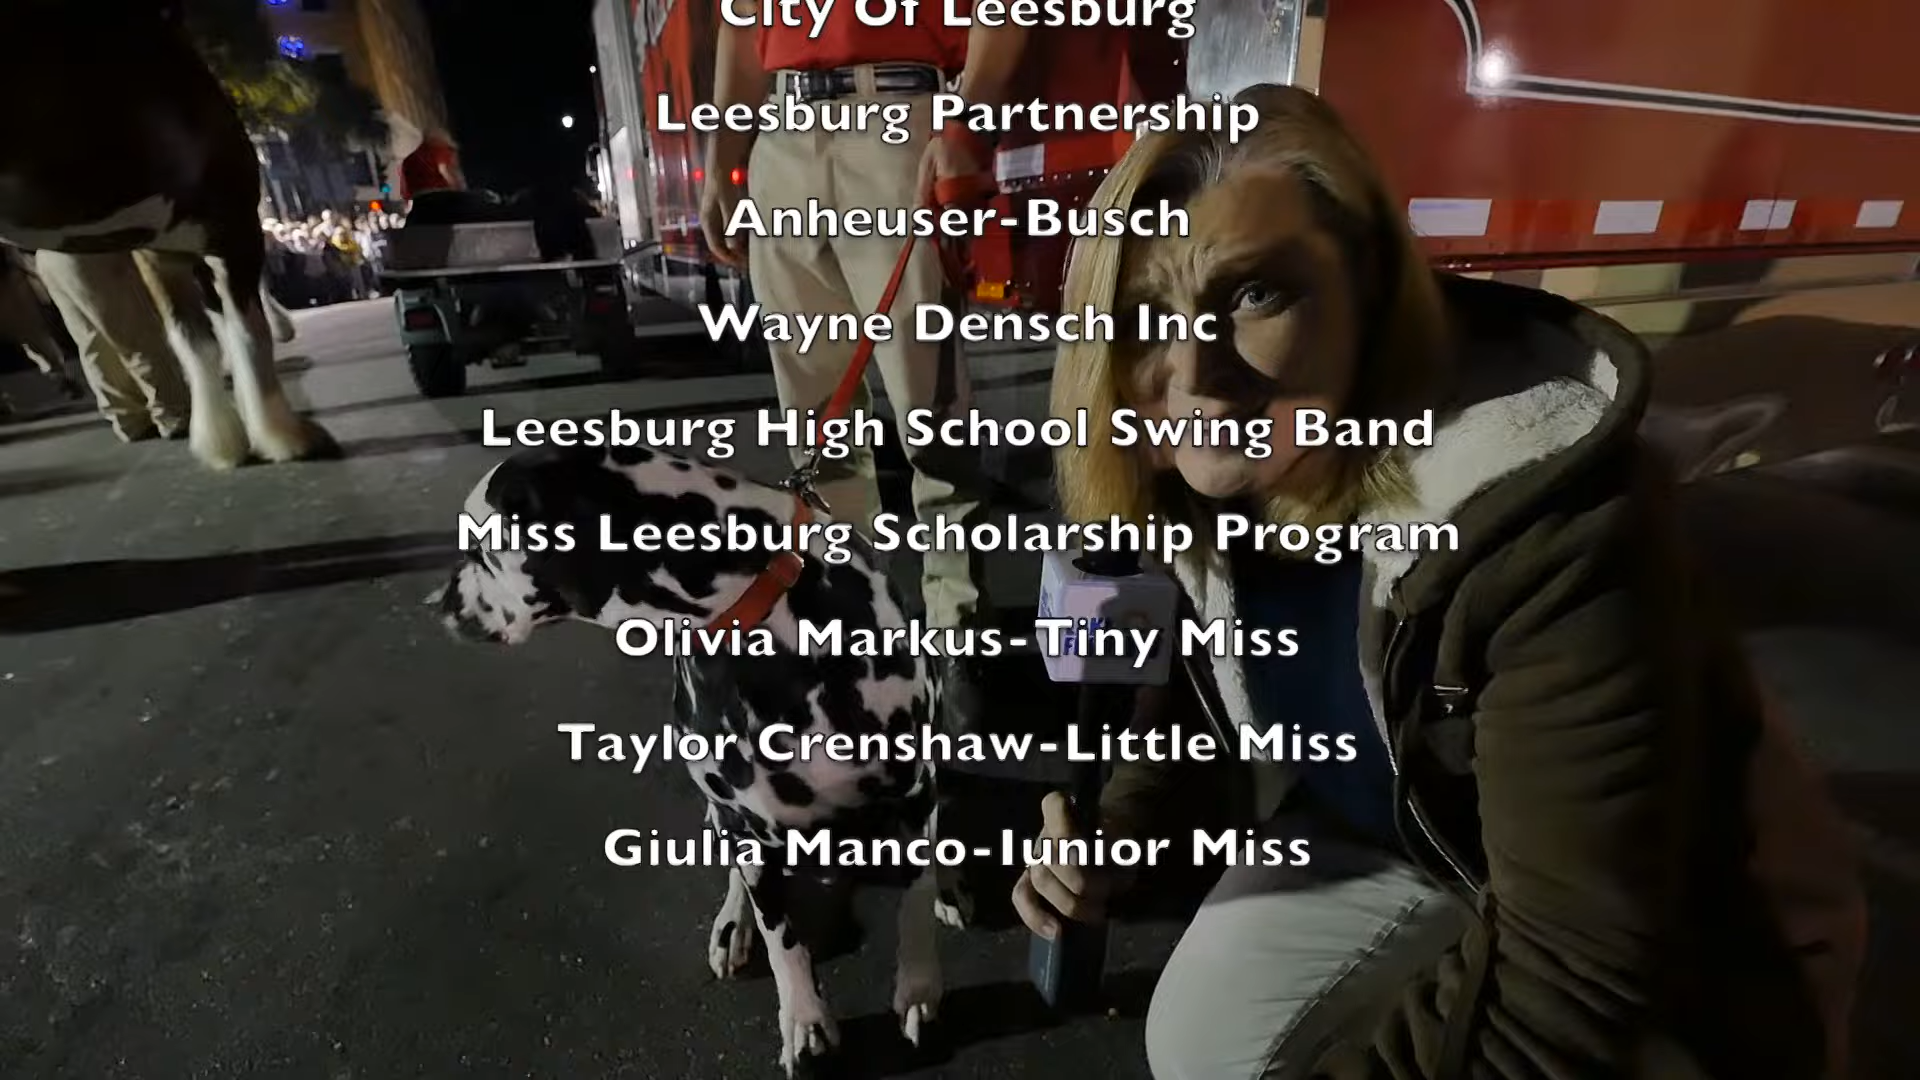 City Of Leesburg
Leesburg Partnership
Anheuser-Busch
Wayne Densch Inc
Leesburg High School Swing Band
Miss Leesburg Scholarship Program
Olivia Markus-Tiny Miss
Taylor Crenshaw-Little Miss
Giulia Manco-Junior Miss